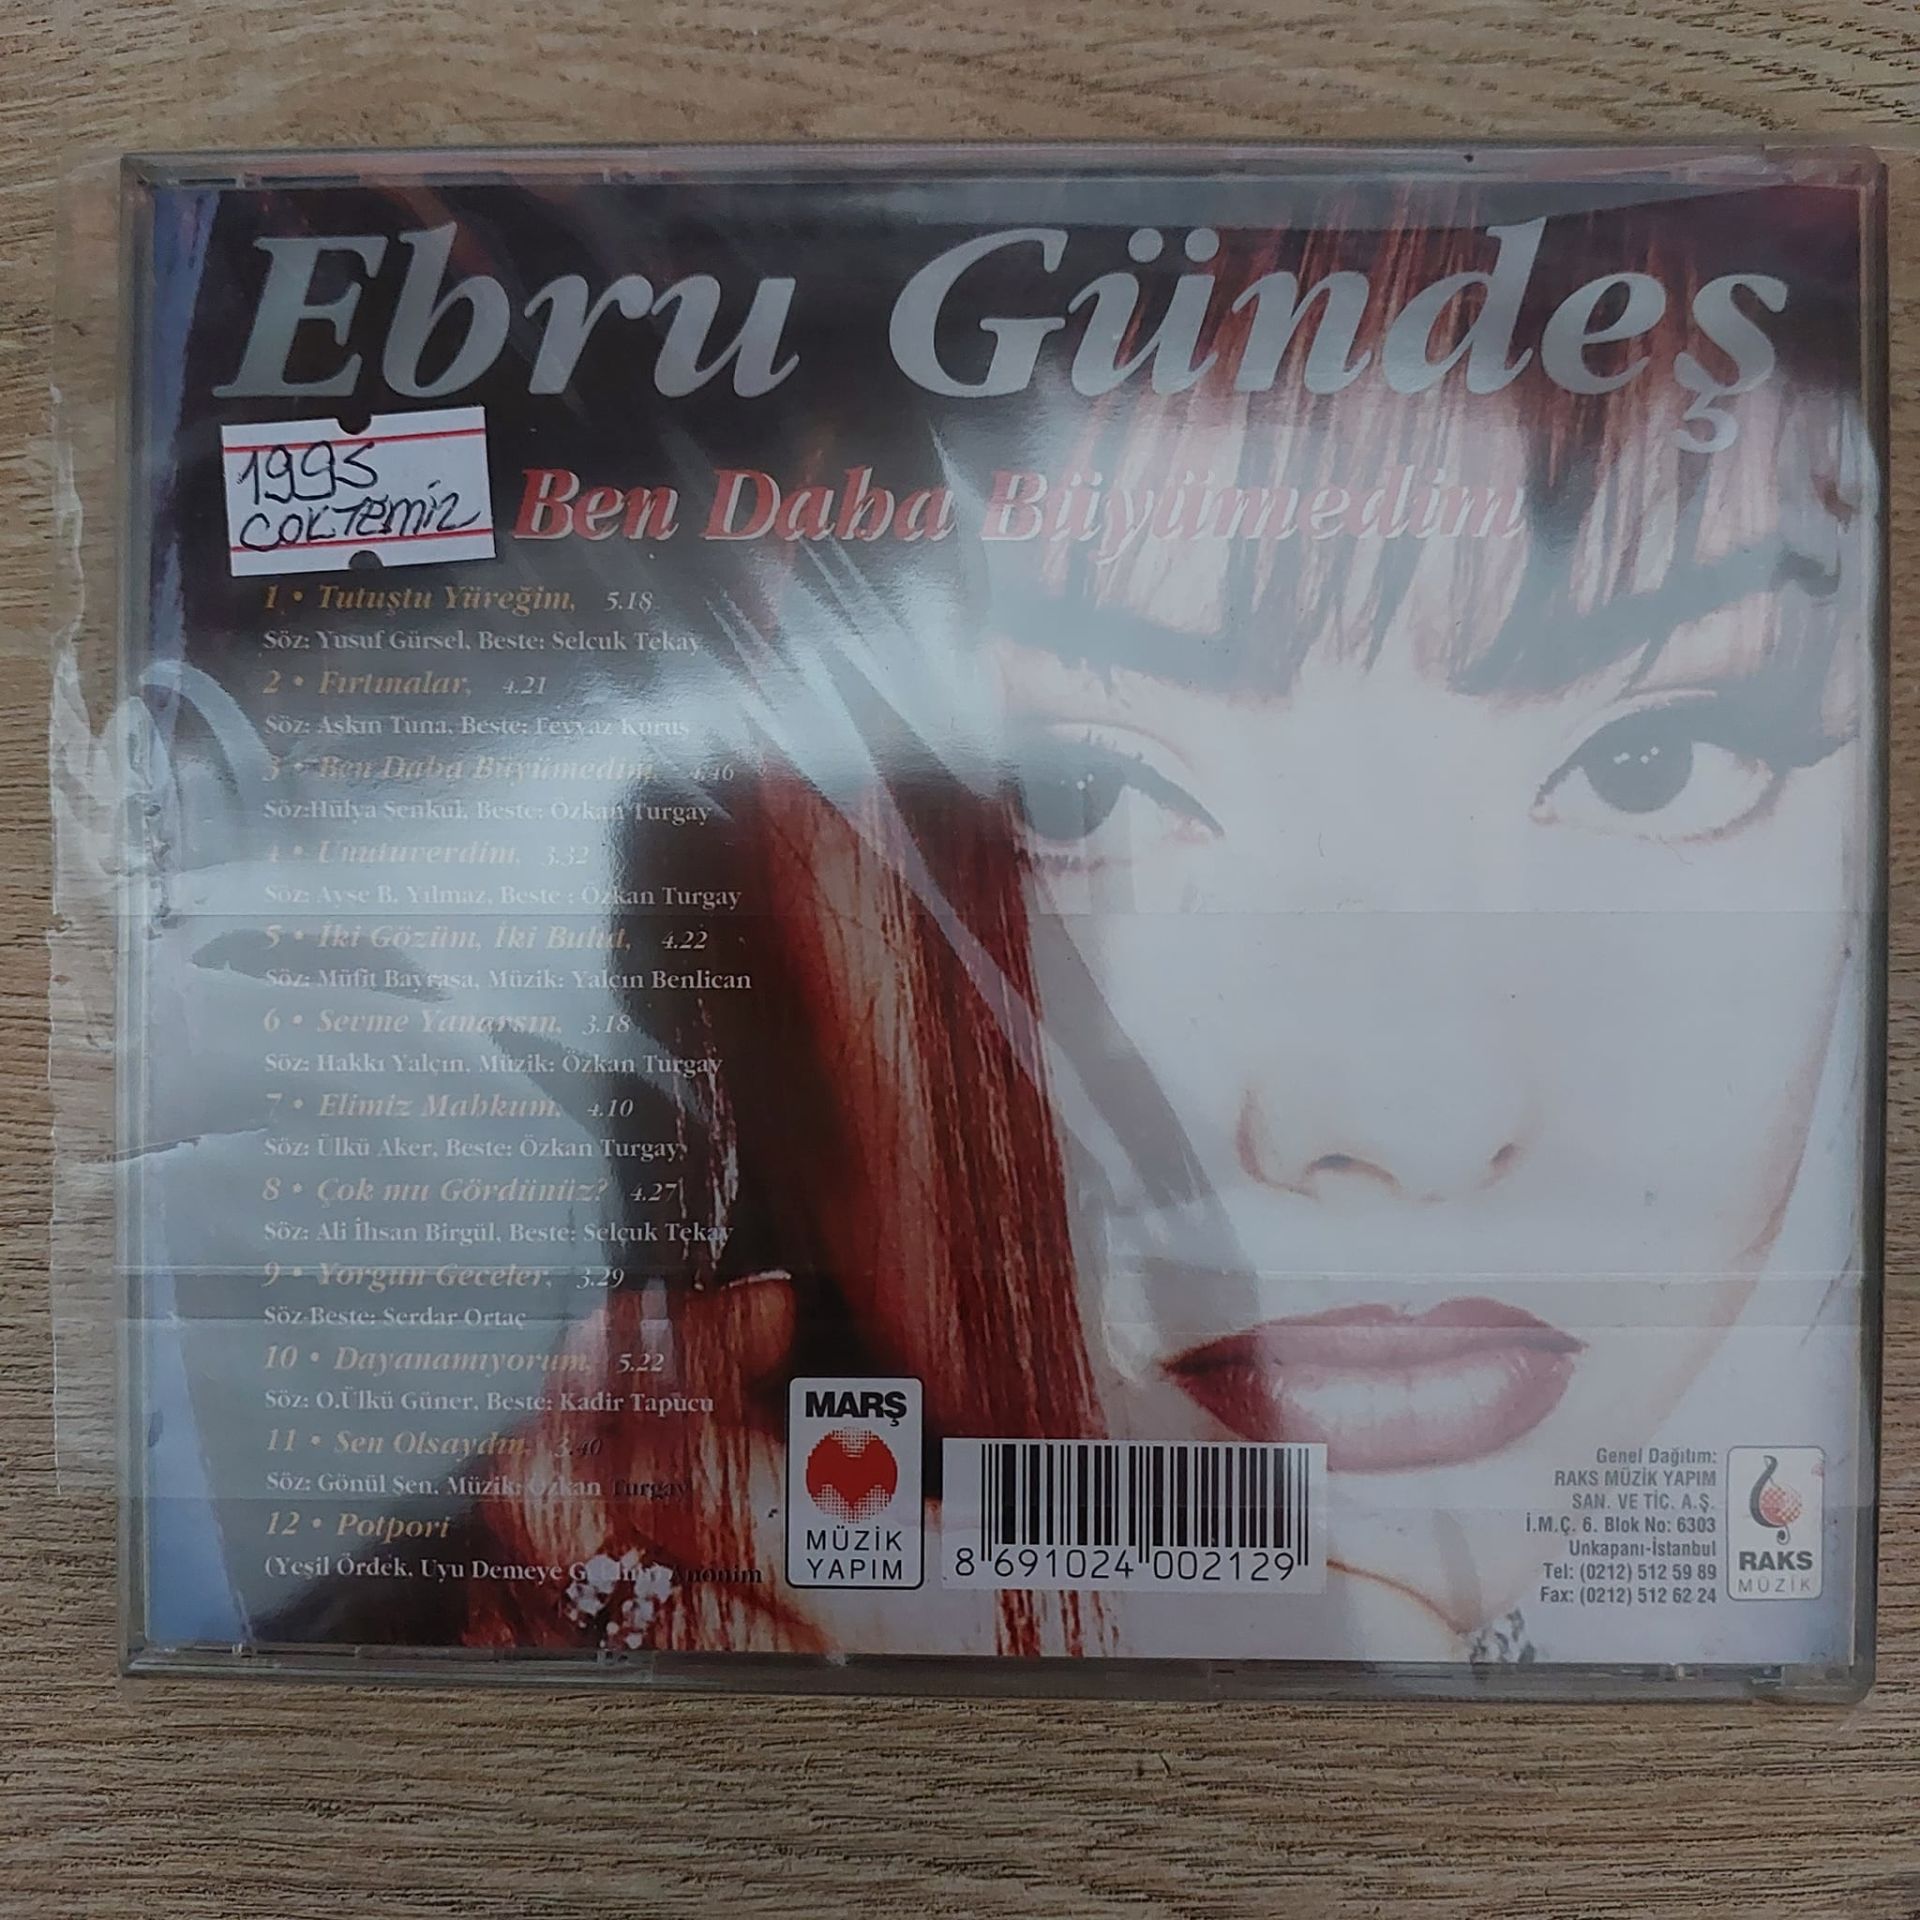 Ebru Gündeş
1995
ÇOKTEMİZ
Ben Daha Büyümedim
1 • Tutuştu Yüreğim, 5.18
Söz: Yusuf Gürsel, Beste: Selçuk Tekay
2 • Fırtınalar, 4.21
Söz: Aşkın Tuna, Beste: Feyyaz Kuruş
3 • Ben Daha Büyümedim, 4.46
Söz:Hülya Şenkul, Beste: Özkan Turgay
4 • Unutuverdim, 3.32
Söz: Ayşe B. Yılmaz, Beste : Özkan Turgay
5 • İki Gözüm, İki Bulut, 4.22
Söz: Müfit Bayraşa, Müzik: Yalçın Benlican
6 • Sevme Yanarsın, 3.18
Söz: Hakkı Yalçın, Müzik: Özkan Turgay
7 • Elimiz Mahkum, 4.10
Söz: Ülkü Aker, Beste: Özkan Turgay
8 • Çok mu Gördünüz? 4.27
Söz: Ali İhsan Birgül, Beste: Selçuk Tekay
9 • Yorgun Geceler, 3.29
Söz-Beste: Serdar Ortaç
10 • Dayanamıyorum, 5.22
Söz: O.Ülkü Güner, Beste: Kadir Tapucu
11 • Sen Olsaydın, 3.40
Söz: Gönül Şen, Müzik: Özkan Turgay
12 • Potpori
(Yeşil Ördek, Uyu Demeye Anonim
MARŞ
MÜZİK
YAPIM
8 691024 002129
Genel Dağıtım:
RAKS MÜZİK YAPIM
SAN. VE TİC. A.Ş.
İ.M.Ç. 6. Blok No: 6303
Unkapanı-İstanbul
Tel: (0212) 512 59 89
Fax: (0212) 512 62 24
RAKS
MÜZİK